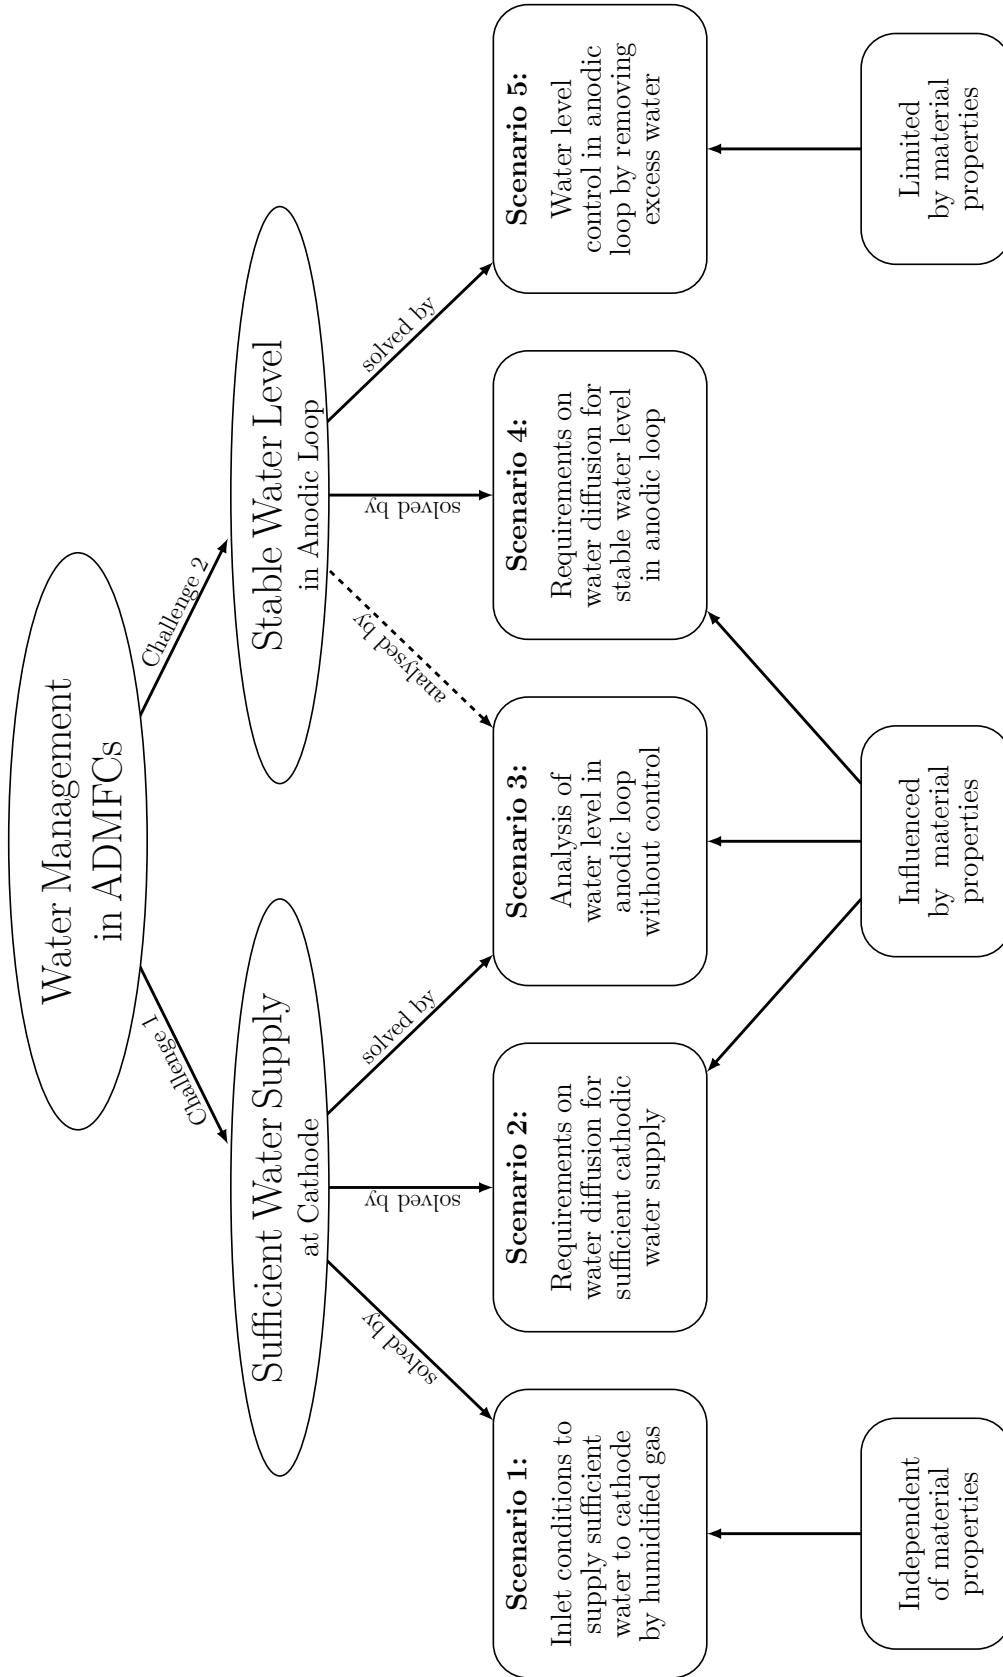 Water Management
in ADMFCs
Challenge 1
Challenge 2
Sufficient Water Supply
at Cathode
Stable Water Level
in Anodic Loop
solved by
solved by
solved by
analysed by
solved by
solved by
Scenario 1:
Inlet conditions to
supply sufficient
water to cathode
by humidified gas
Scenario 2:
Requirements on
water diffusion for
sufficient cathodic
water supply
Scenario 3:
Analysis of
water level in
anodic loop
without control
Scenario 4:
Requirements on
water diffusion for
stable water level
in anodic loop
Scenario 5:
Water level
control in anodic
loop by removing
excess water
Independent
of material
properties
Influenced
by material
properties
Limited
by material
properties